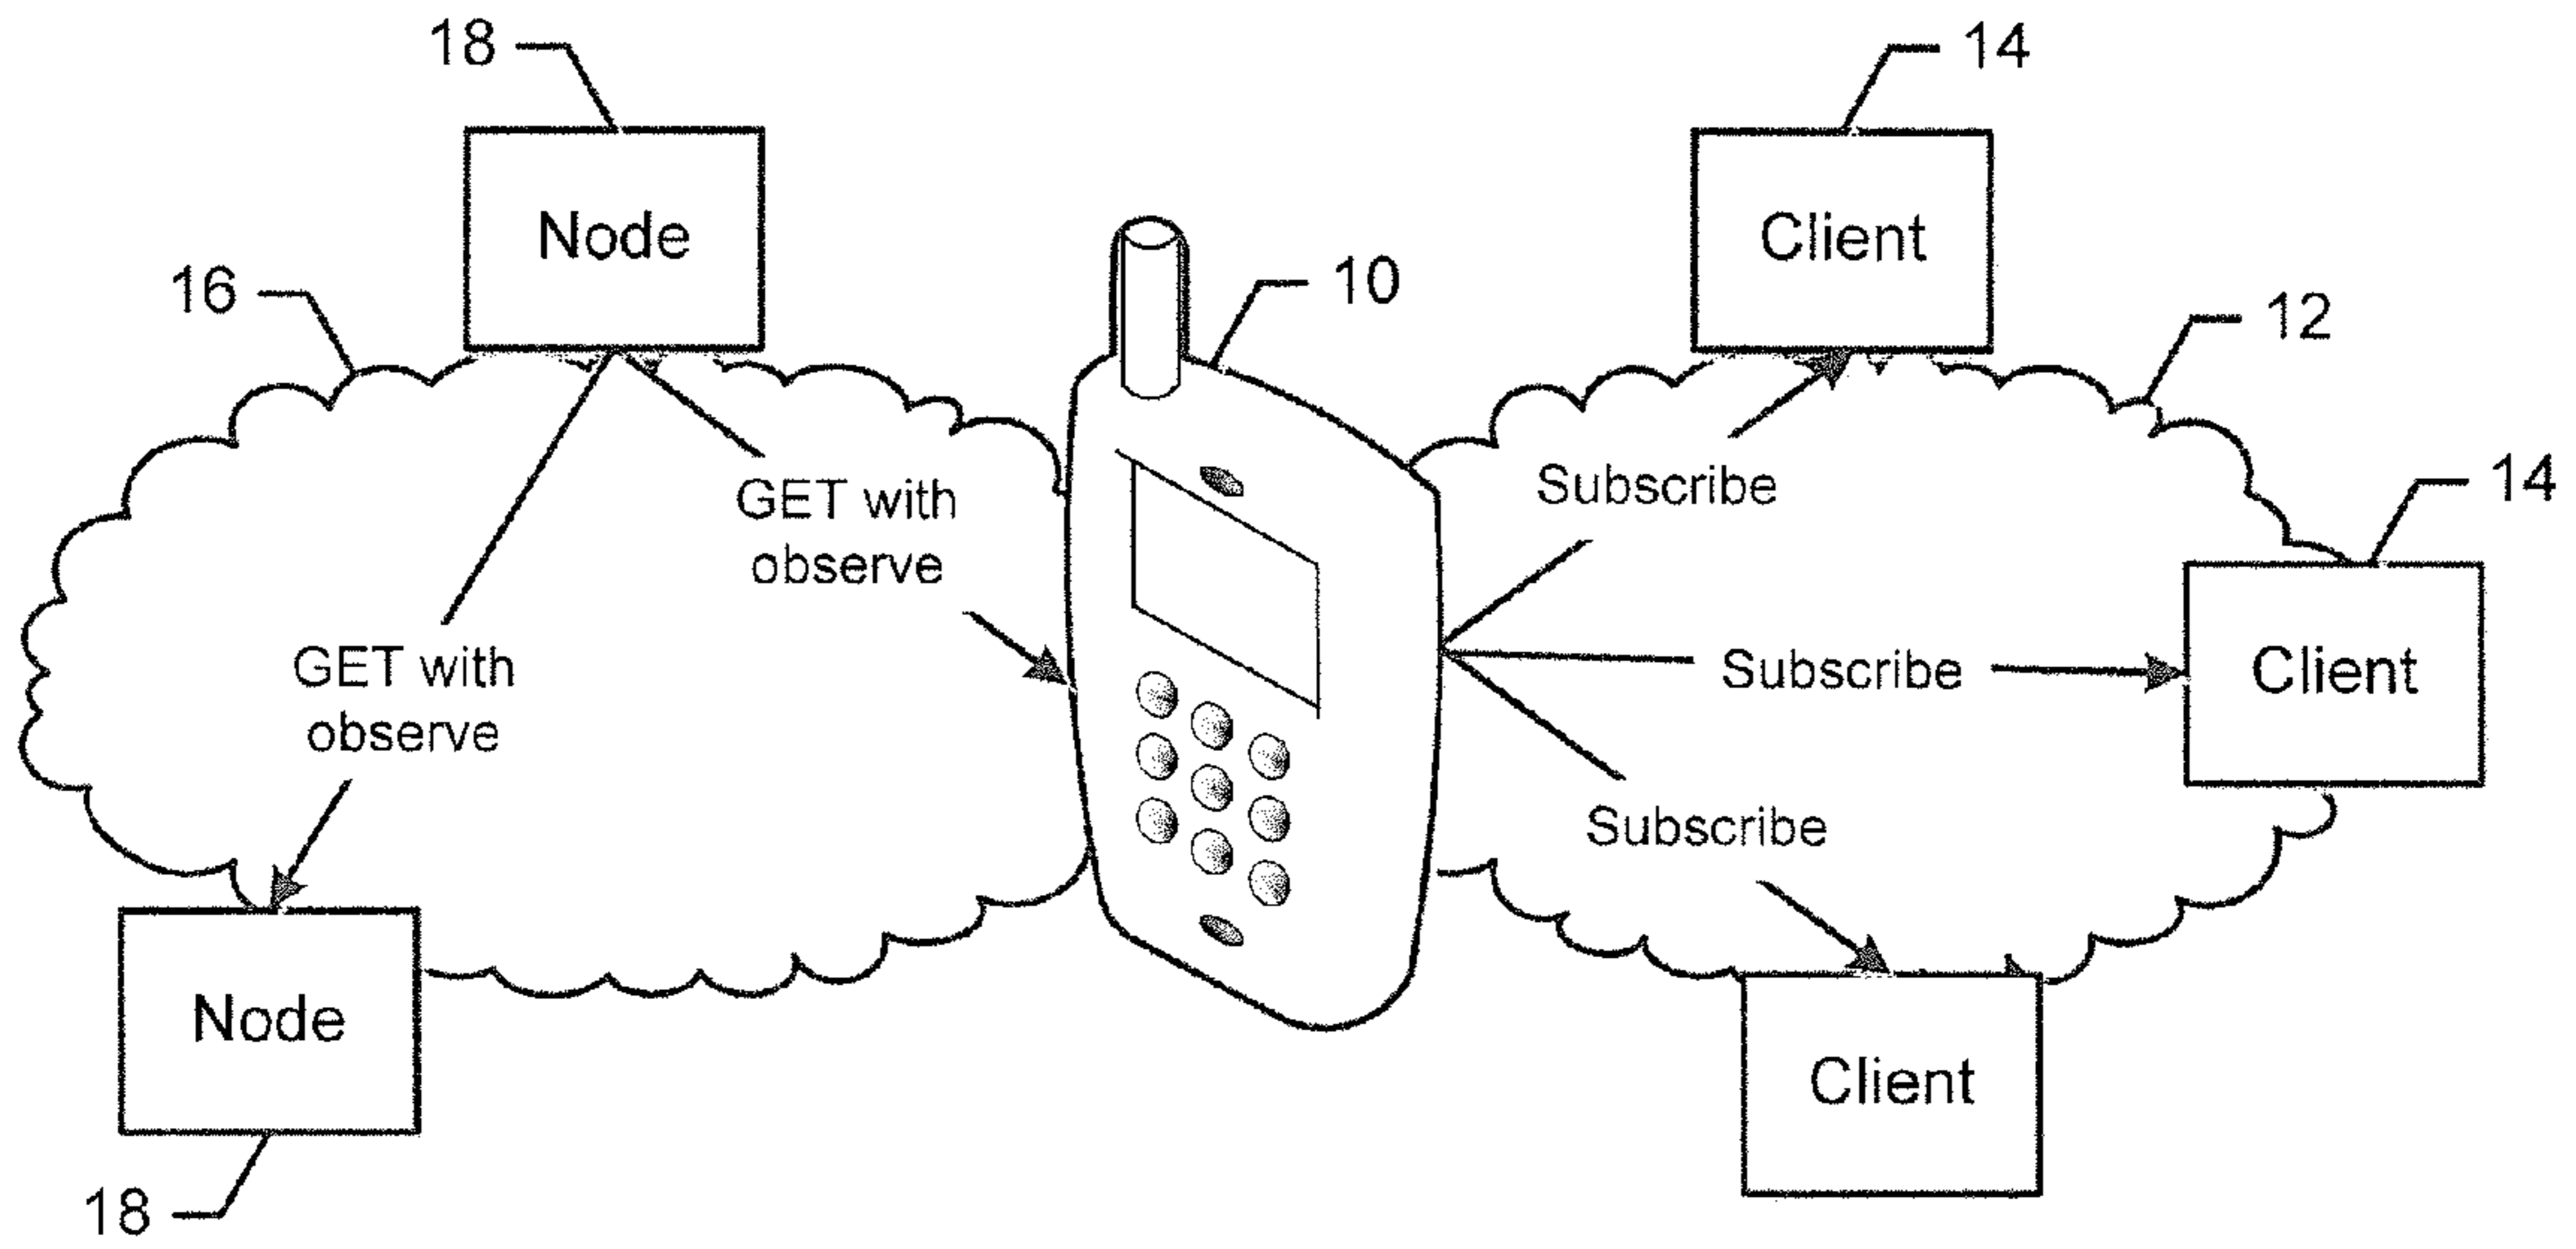 18
14
Node
Client
16
10
12
GET with
observe
Subscribe
14
GET with
observe
Subscribe
Client
Subscribe
Node
Client
18